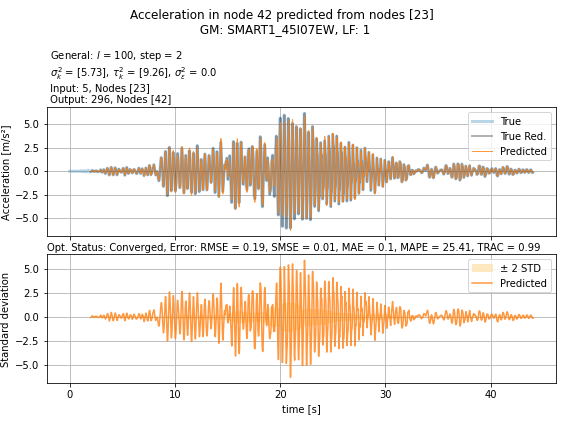 Acceleration in node 42 predicted from nodes [23]
GM: SMART1_45I07EW, LF: 1
General: l = 100, step = 2
σ²ₖ = [5.73], τ²ₖ = [9.26], σ²ε = 0.0
Input: 5, Nodes [23]
Output: 296, Nodes [42]
Acceleration [m/s²]
5.0
2.5
0.0
−2.5
−5.0
True
True Red.
Predicted
Opt. Status: Converged, Error: RMSE = 0.19, SMSE = 0.01, MAE = 0.1, MAPE = 25.41, TRAC = 0.99
Standard deviation
5.0
2.5
0.0
−2.5
−5.0
± 2 STD
Predicted
0 10 20 30 40
time [s]